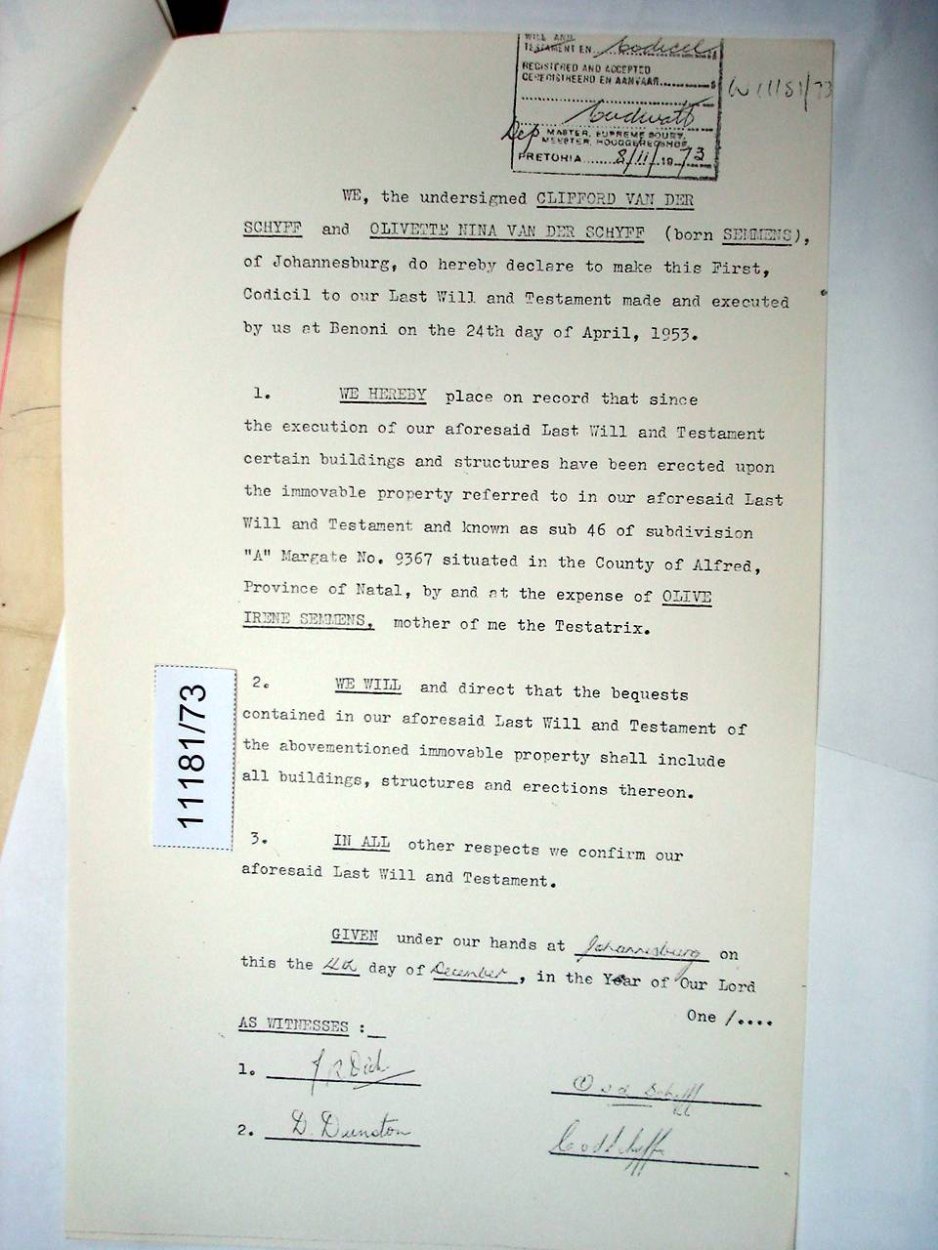 WILL AND
TESTAMENT EN Codicil
REGISTERED AND ACCEPTED
GEREGISTREERD EN AANVAAR
W 11181/73
Dep MASTER, SUPREME COURT,
MEESTER, HOOGGEREGSHOF,
PRETORIA 8/11/1973
WE, the undersigned CLIFFORD VAN DER
SCHYFF and OLIVETTE NINA VAN DER SCHYFF (born SEMMENS),
of Johannesburg, do hereby declare to make this First,
Codicil to our Last Will and Testament made and executed
by us at Benoni on the 24th day of April, 1953.
1. WE HEREBY place on record that since
the execution of our aforesaid Last Will and Testament
certain buildings and structures have been erected upon
the immovable property referred to in our aforesaid Last
Will and Testament and known as sub 46 of subdivision
"A" Margate No. 9367 situated in the County of Alfred,
Province of Natal, by and at the expense of OLIVE
IRENE SEMMENS, mother of me the Testatrix.
2. WE WILL and direct that the bequests
contained in our aforesaid Last Will and Testament of
the abovementioned immovable property shall include
all buildings, structures and erections thereon.
11181/73
3. IN ALL other respects we confirm our
aforesaid Last Will and Testament.
GIVEN under our hands at Johannesburg on
this the 4th day of December, in the Year of Our Lord
One /....
AS WITNESSES :
1.
2. D. Dunston